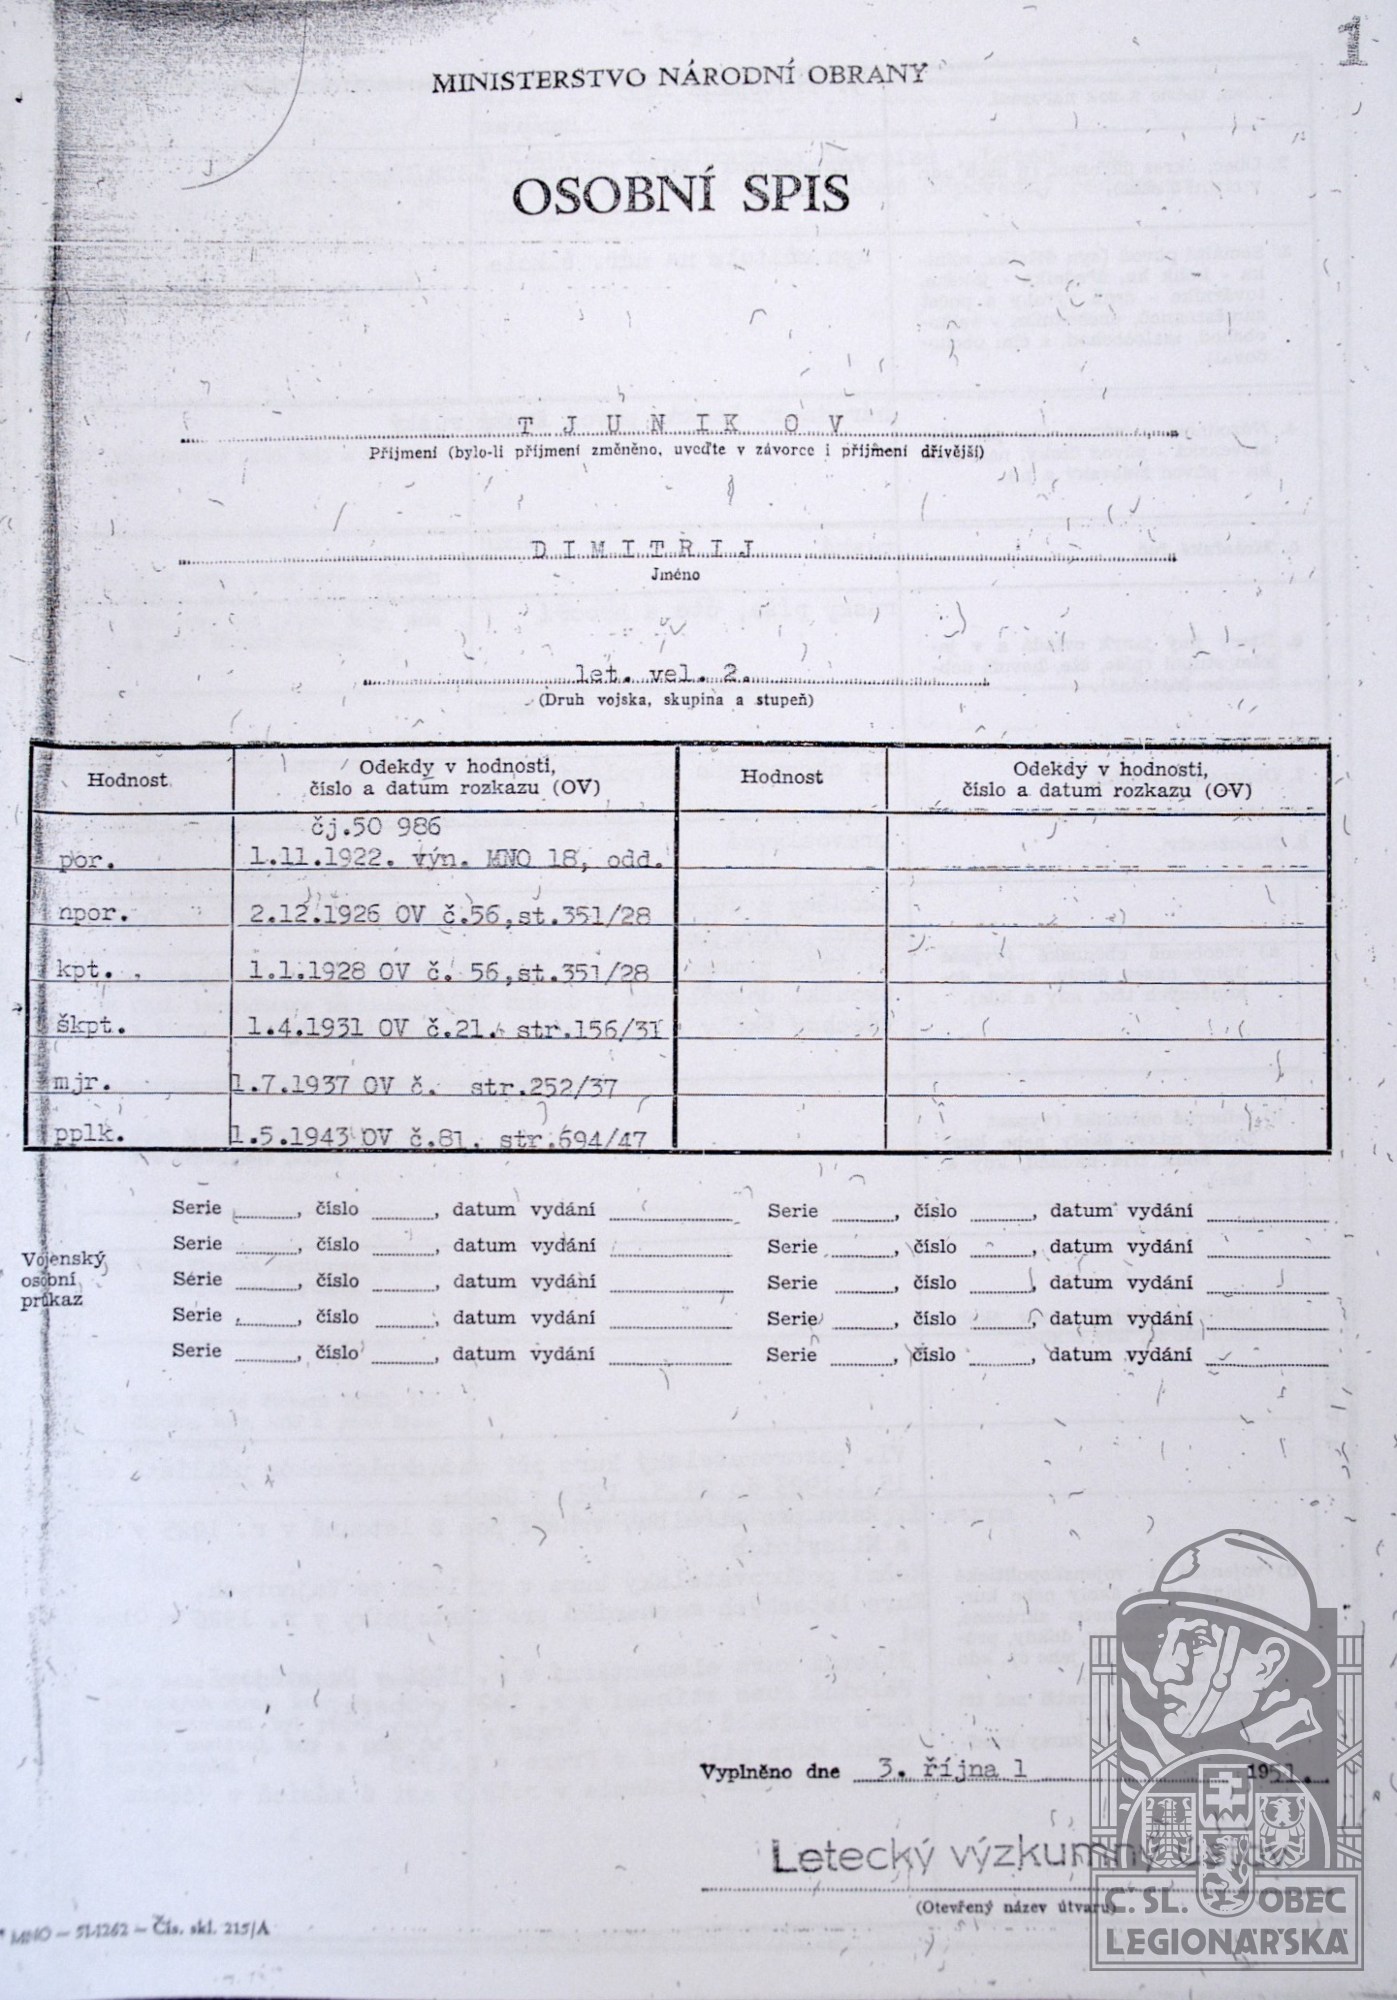 1
MINISTERSTVO NÁRODNÍ OBRANY
OSOBNÍ SPIS
T J U N I K O V
Příjmení (bylo-li příjmení změněno, uveďte v závorce i příjmení dřívější)
D I M I T R I J
Jméno
let. vel. 2.
(Druh vojska, skupina a stupeň)
Hodnost Odekdy v hodnosti, číslo a datum rozkazu (OV) Hodnost Odekdy v hodnosti, číslo a datum rozkazu (OV)
čj.50 986
por. 1.11.1922. výn. MNO 18, odd.
npor. 2.12.1926 OV č.56,st.351/28
kpt. 1.1.1928 OV č. 56,st.351/28
škpt. 1.4.1931 OV č.21. str.156/31
mjr. 1.7.1937 OV č. str.252/37
pplk. 1.5.1943 OV č.81. str.694/47
Vojenský osobní průkaz
Serie , číslo , datum vydání Serie , číslo , datum vydání
Serie , číslo , datum vydání Serie , číslo , datum vydání
Serie , číslo , datum vydání Serie , číslo , datum vydání
Serie , číslo , datum vydání Serie , číslo , datum vydání
Serie , číslo , datum vydání Serie , číslo , datum vydání
Vyplněno dne 3. října 1 1951.
Letecký výzkumný ústav
(Otevřený název útvaru)
MNO — 51-1262 — Čís. skl. 215/A
Č. SL. OBEC
LEGIONÁŘSKÁ